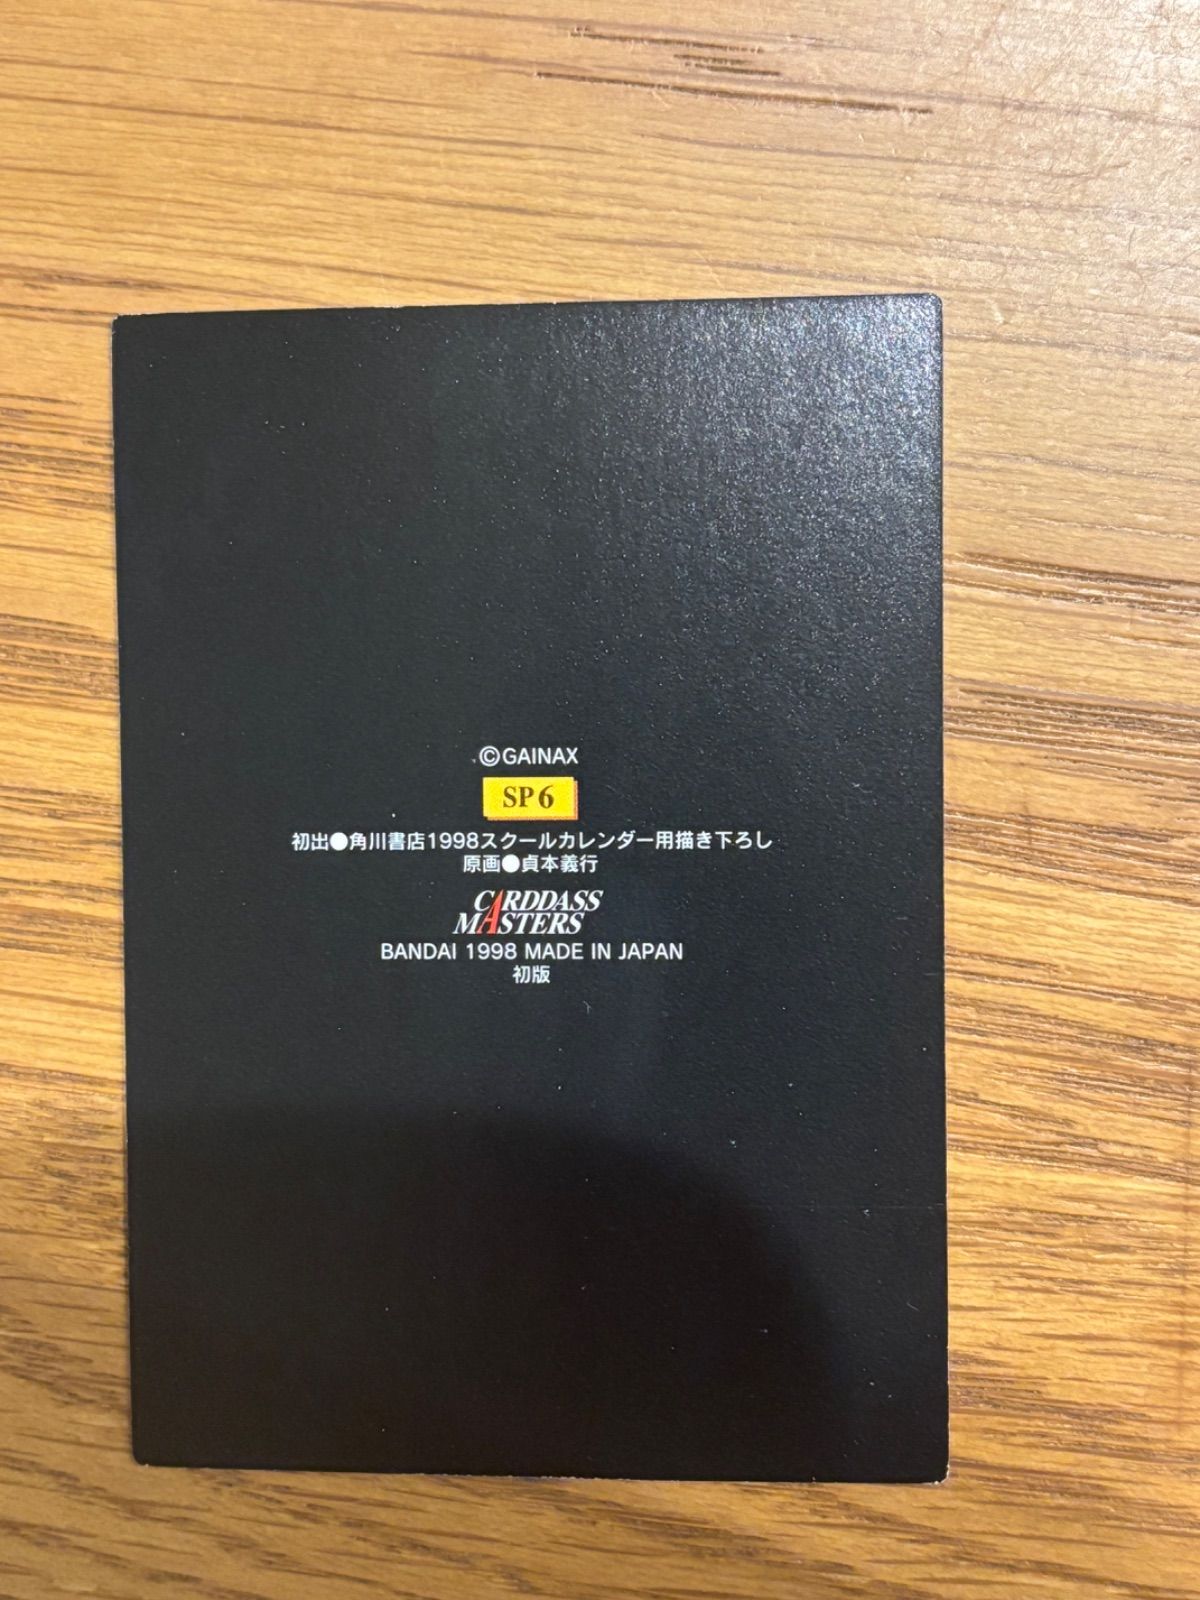 ©GAINAX
SP6
初出●角川書店1998スクールカレンダー用描き下ろし
原画●貞本義行
CARDDASS
MASTERS
BANDAI 1998 MADE IN JAPAN
初版